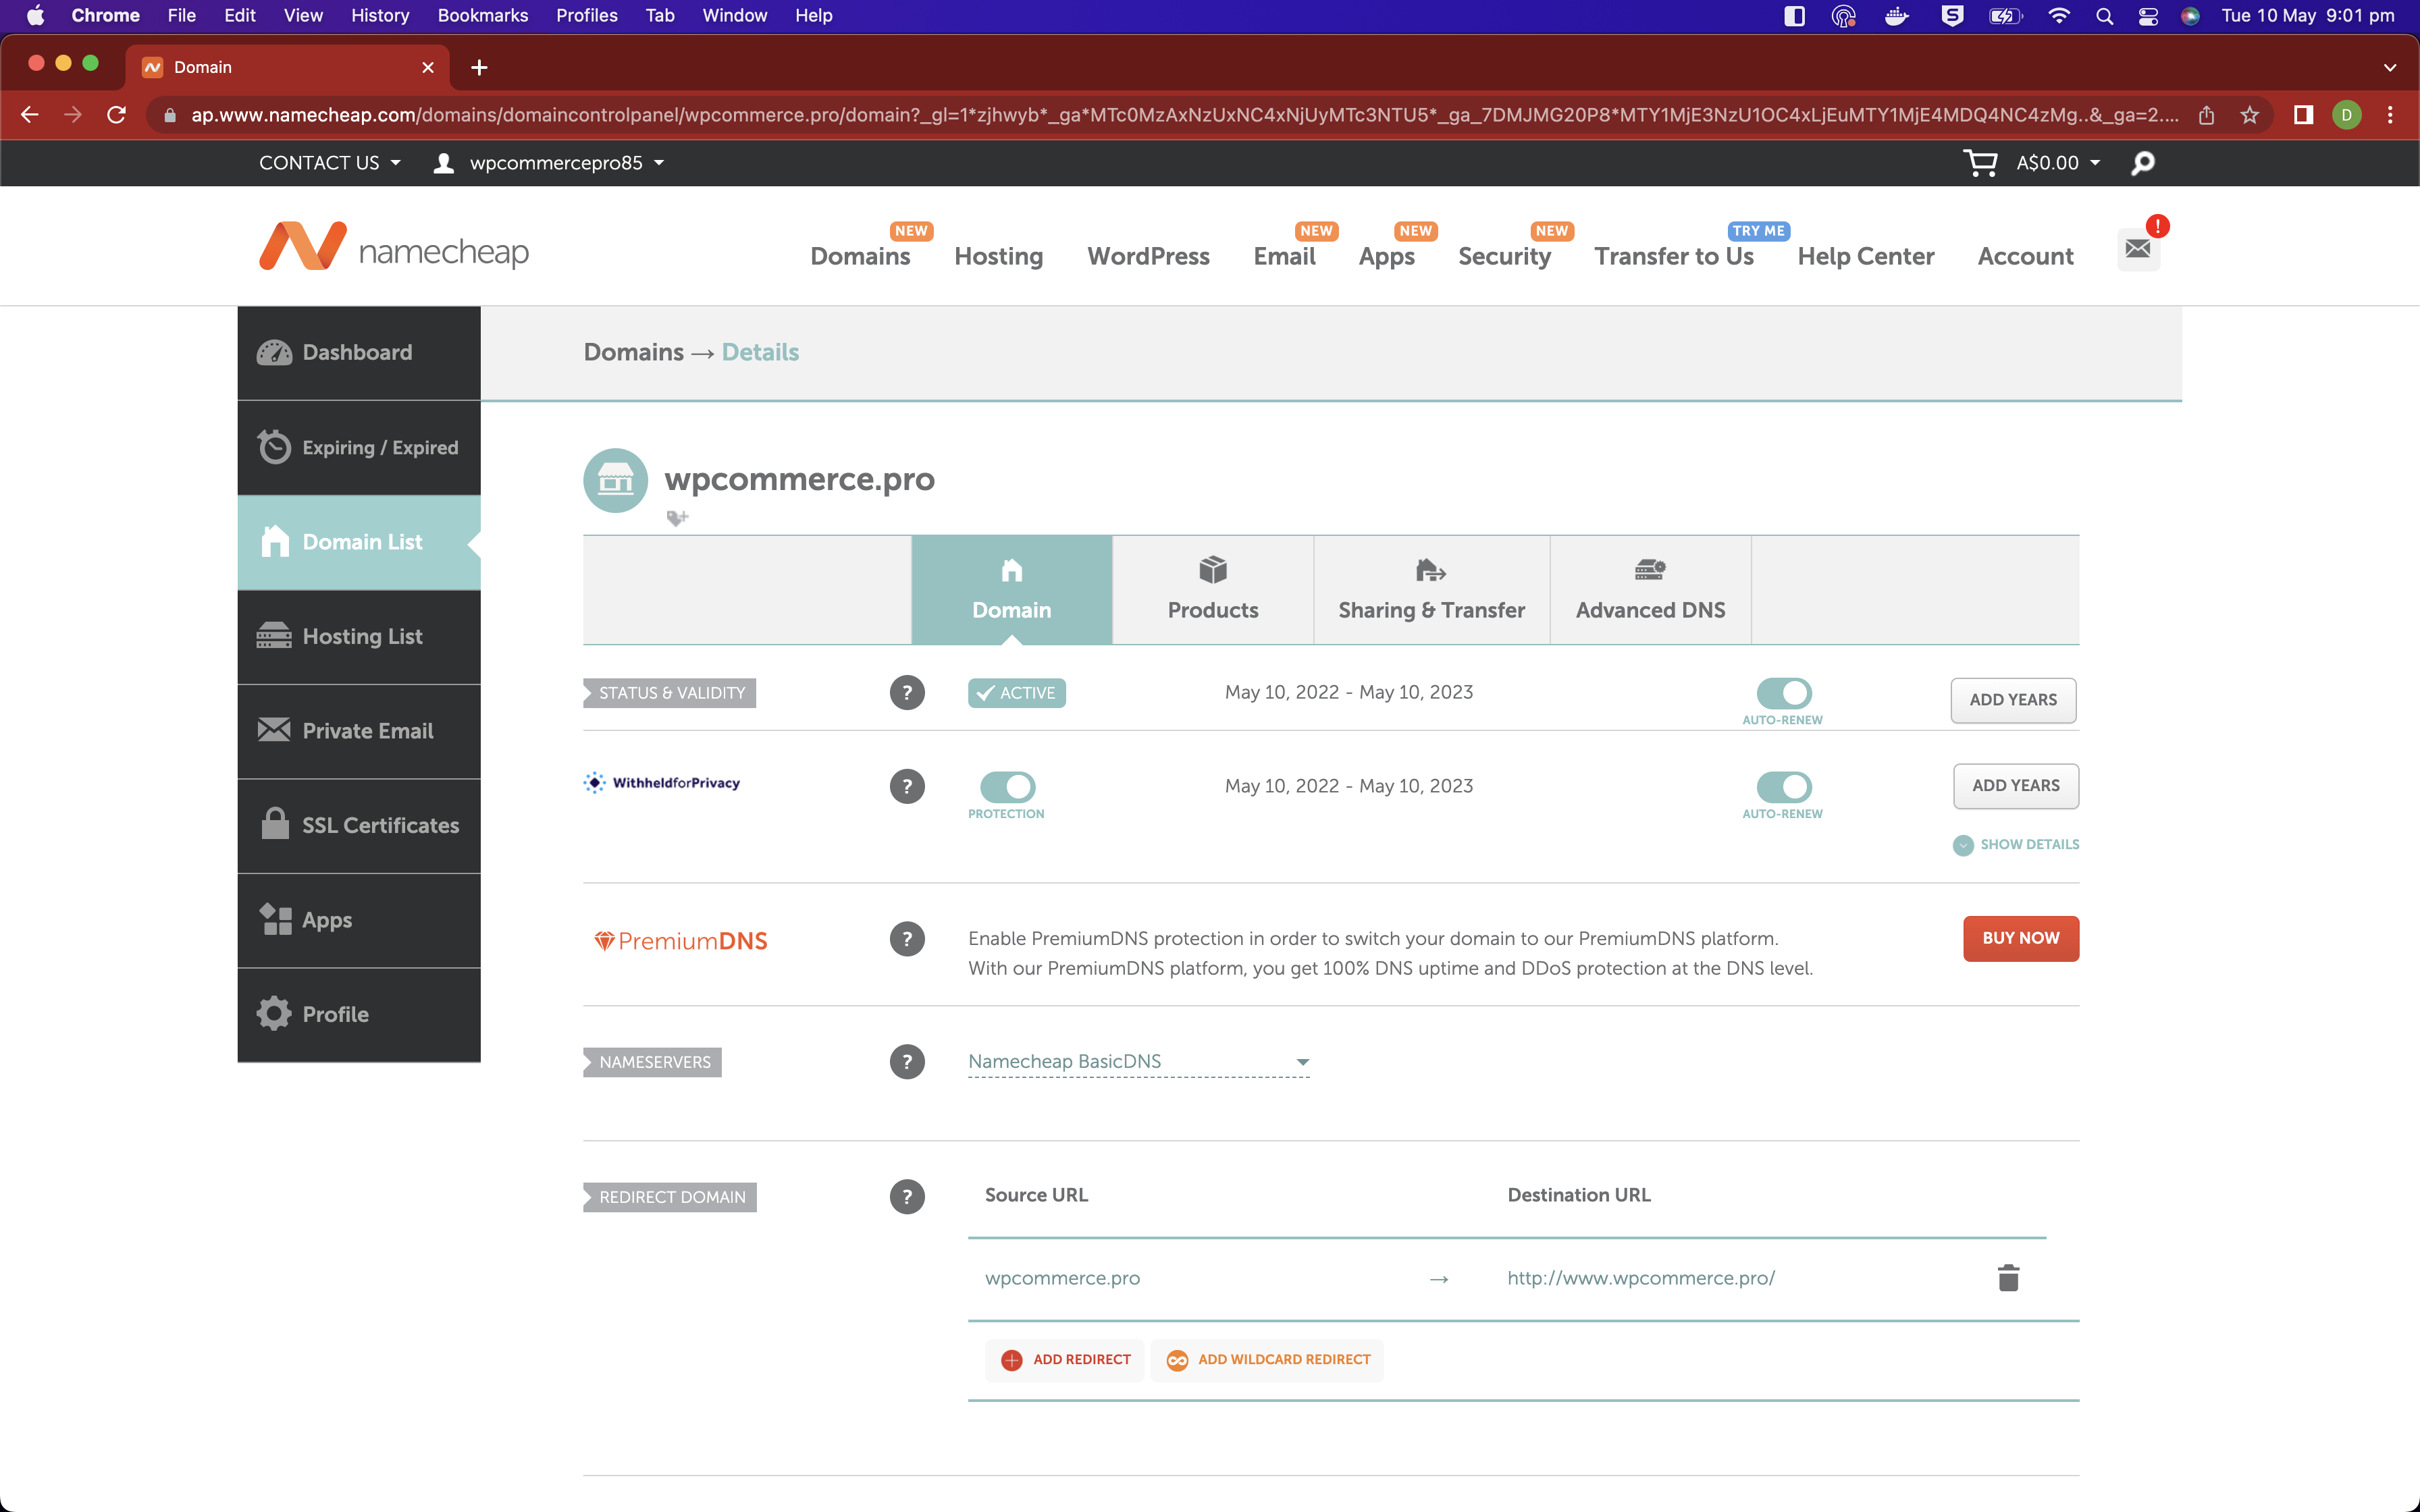 Chrome File Edit View History Bookmarks Profiles Tab Window Help Tue 10 May 9:01 pm
Domain
ap.www.namecheap.com/domains/domaincontrolpanel/wpcommerce.pro/domain?_gl=1*zjhwyb*_ga*MTc0MzAxNzUxNC4xNjUyMTc3NTU5*_ga_7DMJMG20P8*MTY1MjE3NzU1OC4xLjEuMTY1MjE4MDQ4NC4zMg..&_ga=2.... D
CONTACT US wpcommercepro85 A$0.00
NEW NEW NEW NEW TRY ME !
namecheap Domains Hosting WordPress Email Apps Security Transfer to Us Help Center Account
Dashboard
Expiring / Expired
Domain List
Hosting List
Private Email
SSL Certificates
Apps
Profile
Domains → Details
wpcommerce.pro
Domain Products Sharing & Transfer Advanced DNS
STATUS & VALIDITY ? ACTIVE May 10, 2022 - May 10, 2023 ADD YEARS
AUTO-RENEW
WithheldforPrivacy ? May 10, 2022 - May 10, 2023 ADD YEARS
PROTECTION AUTO-RENEW
SHOW DETAILS
PremiumDNS ? Enable PremiumDNS protection in order to switch your domain to our PremiumDNS platform. BUY NOW
With our PremiumDNS platform, you get 100% DNS uptime and DDoS protection at the DNS level.
NAMESERVERS ? Namecheap BasicDNS
REDIRECT DOMAIN ? Source URL Destination URL
wpcommerce.pro → http://www.wpcommerce.pro/
ADD REDIRECT ADD WILDCARD REDIRECT